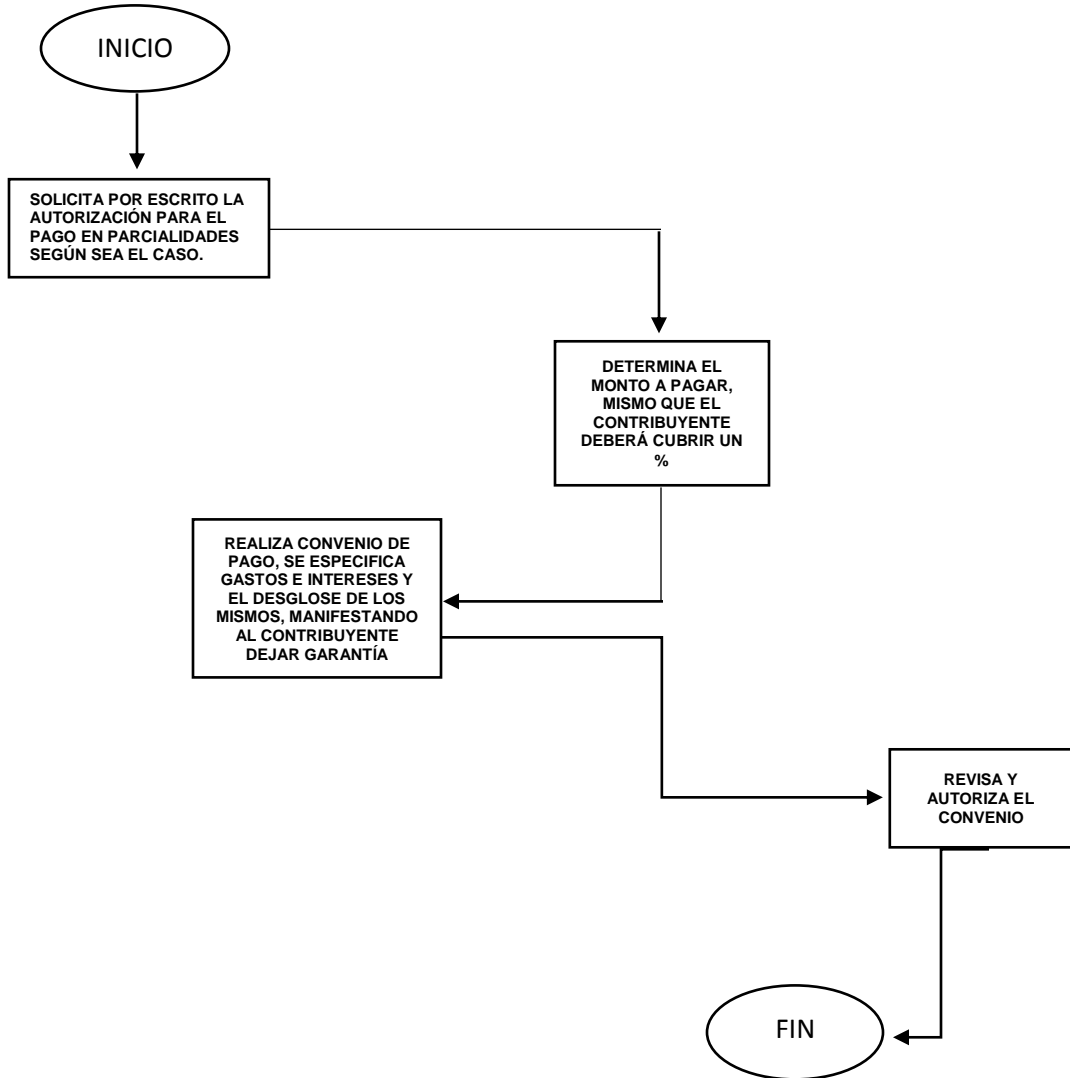 INICIO
SOLICITA POR ESCRITO LA
AUTORIZACIÓN PARA EL
PAGO EN PARCIALIDADES
SEGÚN SEA EL CASO.
DETERMINA EL
MONTO A PAGAR,
MISMO QUE EL
CONTRIBUYENTE
DEBERÁ CUBRIR UN
%
REALIZA CONVENIO DE
PAGO, SE ESPECIFICA
GASTOS E INTERESES Y
EL DESGLOSE DE LOS
MISMOS, MANIFESTANDO
AL CONTRIBUYENTE
DEJAR GARANTÍA
REVISA Y
AUTORIZA EL
CONVENIO
FIN